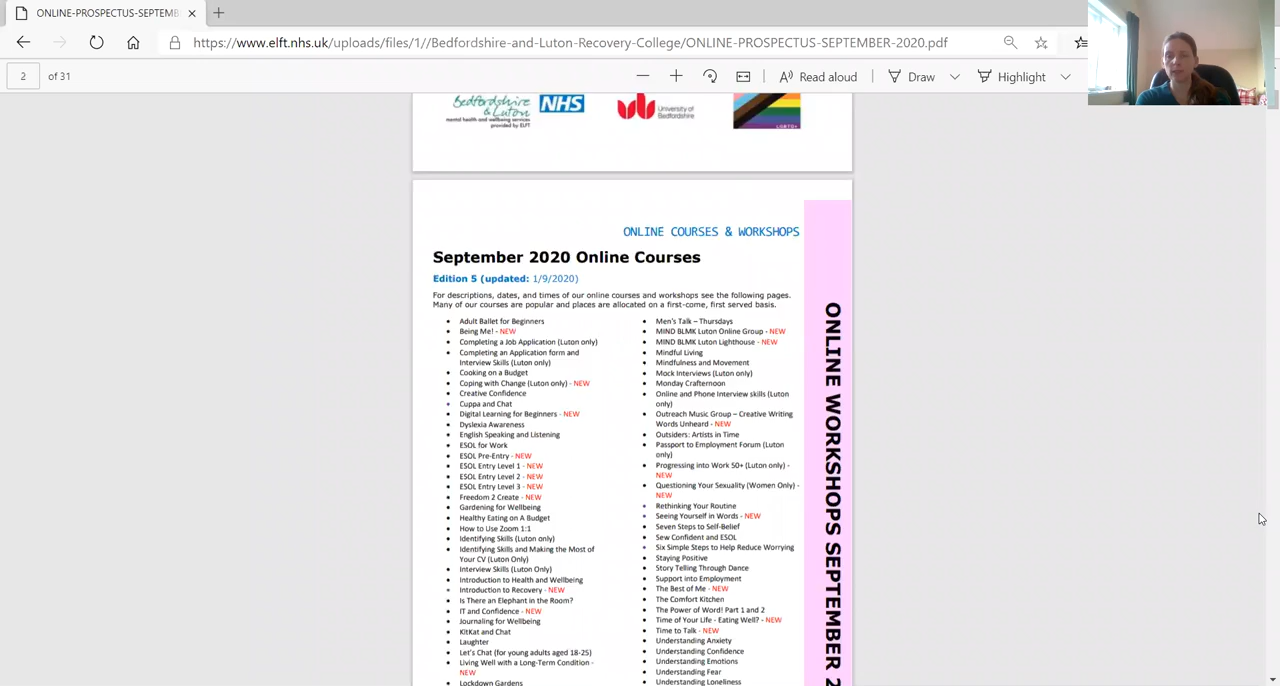 ONLINE-PROSPECTUS-SEPTEMB
https://www.elft.nhs.uk/uploads/files/1//Bedfordshire-and-Luton-Recovery-College/ONLINE-PROSPECTUS-SEPTEMBER-2020.pdf
2 of 31
Read aloud
Draw
Highlight
Bedfordshire
& Luton
mental health and wellbeing services
provided by ELFT
NHS
University of
Bedfordshire
LGBTQ+
ONLINE COURSES & WORKSHOPS
September 2020 Online Courses
Edition 5 (updated: 1/9/2020)
For descriptions, dates, and times of our online courses and workshops see the following pages.
Many of our courses are popular and places are allocated on a first-come, first served basis.
Adult Ballet for Beginners
Being Me! - NEW
Completing a Job Application (Luton only)
Completing an Application form and
Interview Skills (Luton only)
Cooking on a Budget
Coping with Change (Luton only) - NEW
Creative Confidence
Cuppa and Chat
Digital Learning for Beginners - NEW
Dyslexia Awareness
English Speaking and Listening
ESOL for Work
ESOL Pre-Entry - NEW
ESOL Entry Level 1 - NEW
ESOL Entry Level 2 - NEW
ESOL Entry Level 3 - NEW
Freedom 2 Create - NEW
Gardening for Wellbeing
Healthy Eating on A Budget
How to Use Zoom 1:1
Identifying Skills (Luton only)
Identifying Skills and Making the Most of
Your CV (Luton Only)
Interview Skills (Luton Only)
Introduction to Health and Wellbeing
Introduction to Recovery - NEW
Is There an Elephant in the Room?
IT and Confidence - NEW
Journaling for Wellbeing
KitKat and Chat
Laughter
Let's Chat (for young adults aged 18-25)
Living Well with a Long-Term Condition -
NEW
Lockdown Gardens
Men's Talk – Thursdays
MIND BLMK Luton Online Group - NEW
MIND BLMK Luton Lighthouse - NEW
Mindful Living
Mindfulness and Movement
Mock Interviews (Luton only)
Monday Crafternoon
Online and Phone Interview skills (Luton
only)
Outreach Music Group – Creative Writing
Words Unheard - NEW
Outsiders: Artists in Time
Passport to Employment Forum (Luton
only)
Progressing into Work 50+ (Luton only) -
NEW
Questioning Your Sexuality (Women Only) -
NEW
Rethinking Your Routine
Seeing Yourself in Words - NEW
Seven Steps to Self-Belief
Sew Confident and ESOL
Six Simple Steps to Help Reduce Worrying
Staying Positive
Story Telling Through Dance
Support into Employment
The Best of Me - NEW
The Comfort Kitchen
The Power of Word! Part 1 and 2
Time of Your Life - Eating Well? - NEW
Time to Talk - NEW
Understanding Anxiety
Understanding Confidence
Understanding Emotions
Understanding Fear
Understanding Loneliness
ONLINE WORKSHOPS SEPTEMBER 2